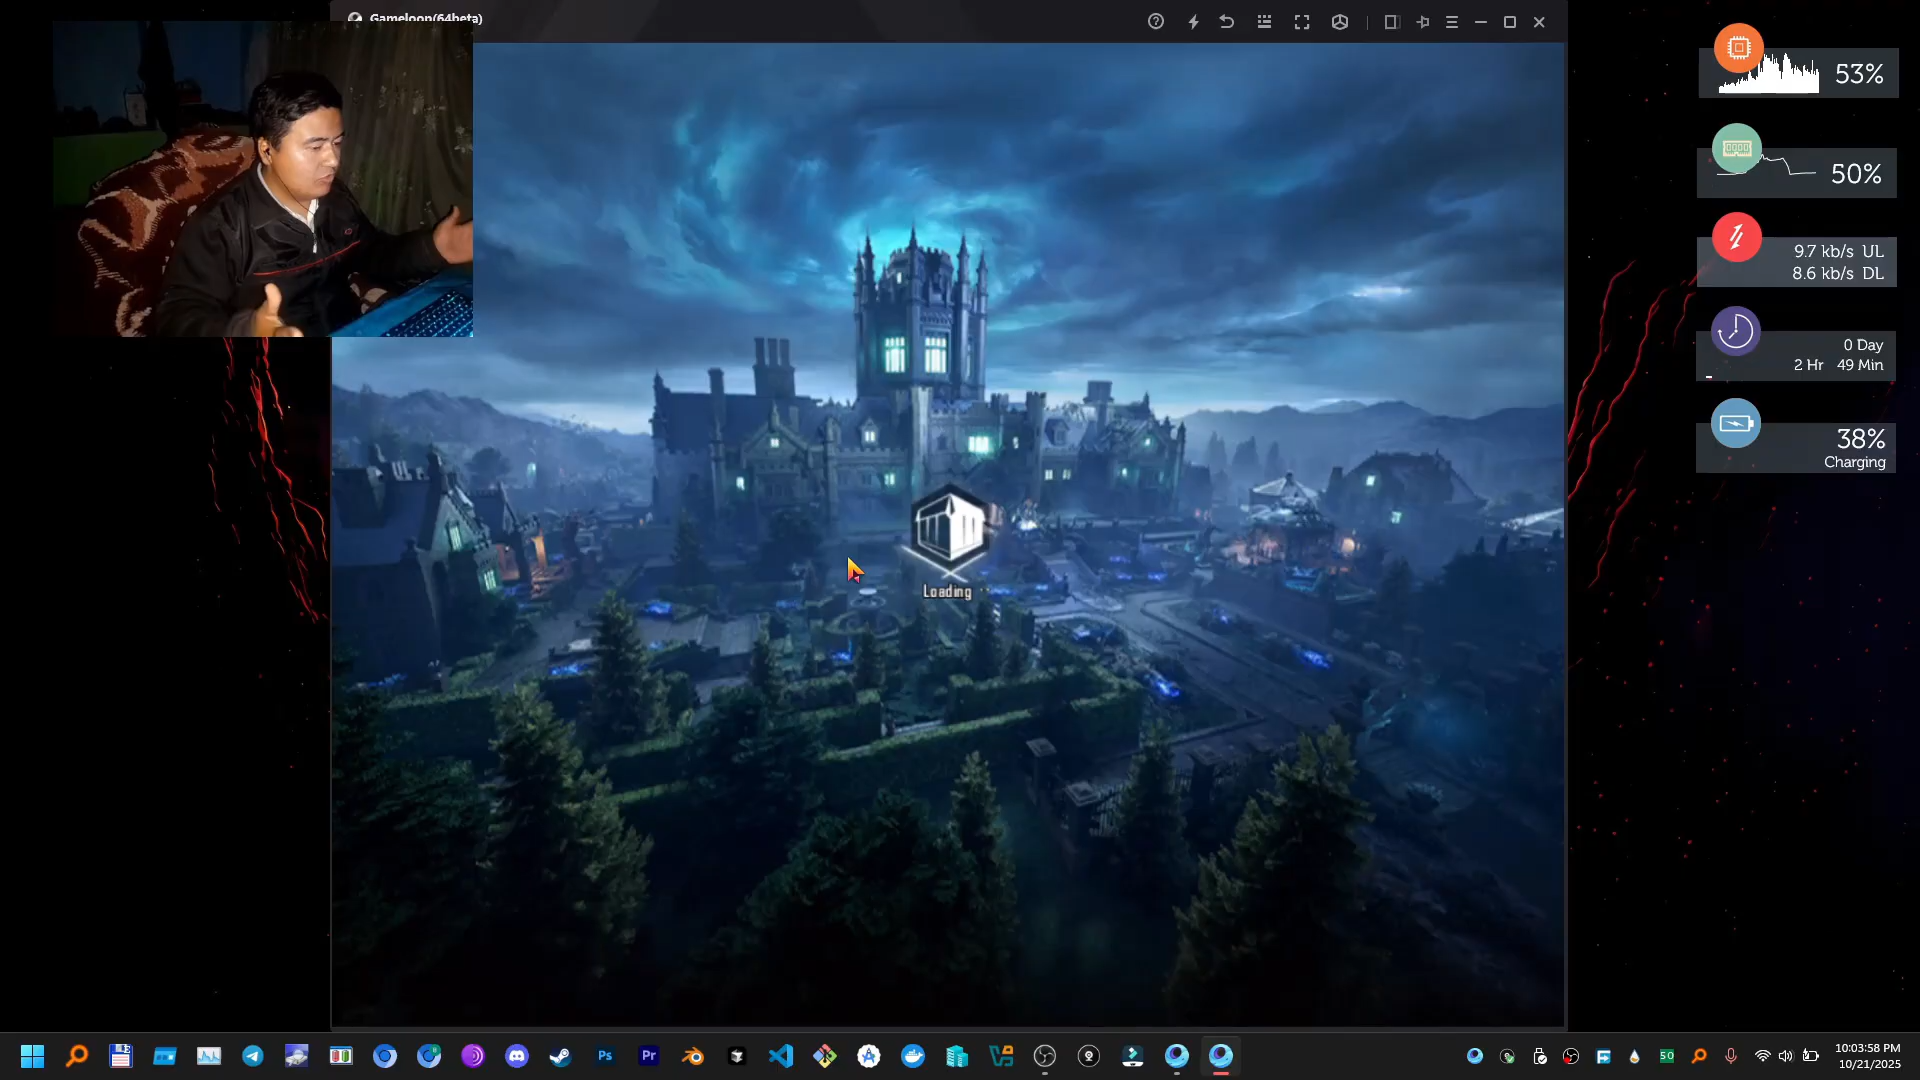 Gameloop(64beta)
53%
50%
9.7 kb/s UL
8.6 kb/s DL
0 Day
2 Hr 49 Min
38%
Charging
Loading
Ps
Pr
50
10:03:58 PM
10/21/2025